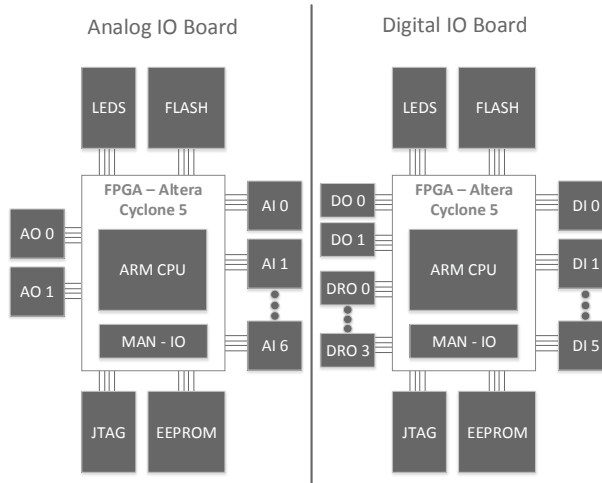 Analog IO Board
LEDS
FLASH
FPGA – Altera
Cyclone 5
AO 0
AO 1
ARM CPU
MAN - IO
AI 0
AI 1
AI 6
JTAG
EEPROM
Digital IO Board
LEDS
FLASH
FPGA – Altera
Cyclone 5
DO 0
DO 1
DRO 0
DRO 3
ARM CPU
MAN - IO
DI 0
DI 1
DI 5
JTAG
EEPROM